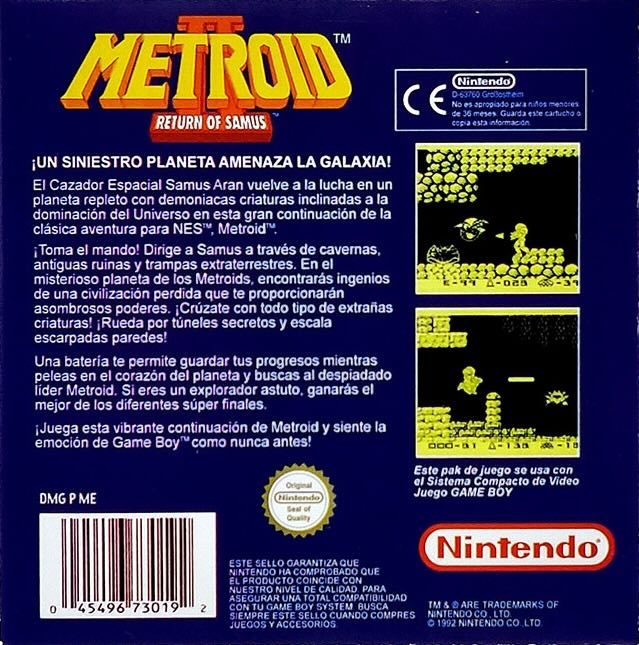 METROID™
II
RETURN OF SAMUS™
Nintendo
D-63760 Großostheim
CE
No es apropiado para niños menores
de 36 meses. Guarda este cartucho o
copia esta información.
¡UN SINIESTRO PLANETA AMENAZA LA GALAXIA!
El Cazador Espacial Samus Aran vuelve a la lucha en un
planeta repleto con demoniacas criaturas inclinadas a la
dominación del Universo en esta gran continuación de la
clásica aventura para NES™, Metroid™.
¡Toma el mando! Dirige a Samus a través de cavernas,
antiguas ruinas y trampas extraterrestres. En el
misterioso planeta de los Metroids, encontrarás ingenios
de una civilización perdida que te proporcionarán
asombrosos poderes. ¡Crúzate con todo tipo de extrañas
criaturas! ¡Rueda por túneles secretos y escala
escarpadas paredes!
Una batería te permite guardar tus progresos mientras
peleas en el corazón del planeta y buscas al despiadado
líder Metroid. Si eres un explorador astuto, ganarás el
mejor de los diferentes súper finales.
¡Juega esta vibrante continuación de Metroid y siente la
emoción de Game Boy™ como nunca antes!
Este pak de juego se usa con
el Sistema Compacto de Video
Juego GAME BOY
DMG P ME
Original
Nintendo
Seal of
Quality
0 45496 73019 2
ESTE SELLO GARANTIZA QUE
NINTENDO HA COMPROBADO QUE
EL PRODUCTO COINCIDE CON
NUESTRO NIVEL DE CALIDAD. PARA
ASEGURAR UNA TOTAL COMPATIBILIDAD
CON TU GAME BOY SYSTEM. BUSCA
SIEMPRE ESTE SELLO CUANDO COMPRES
JUEGOS Y ACCESORIOS.
Nintendo®
TM & ® ARE TRADEMARKS OF
NINTENDO CO., LTD.
© 1992 NINTENDO CO., LTD.